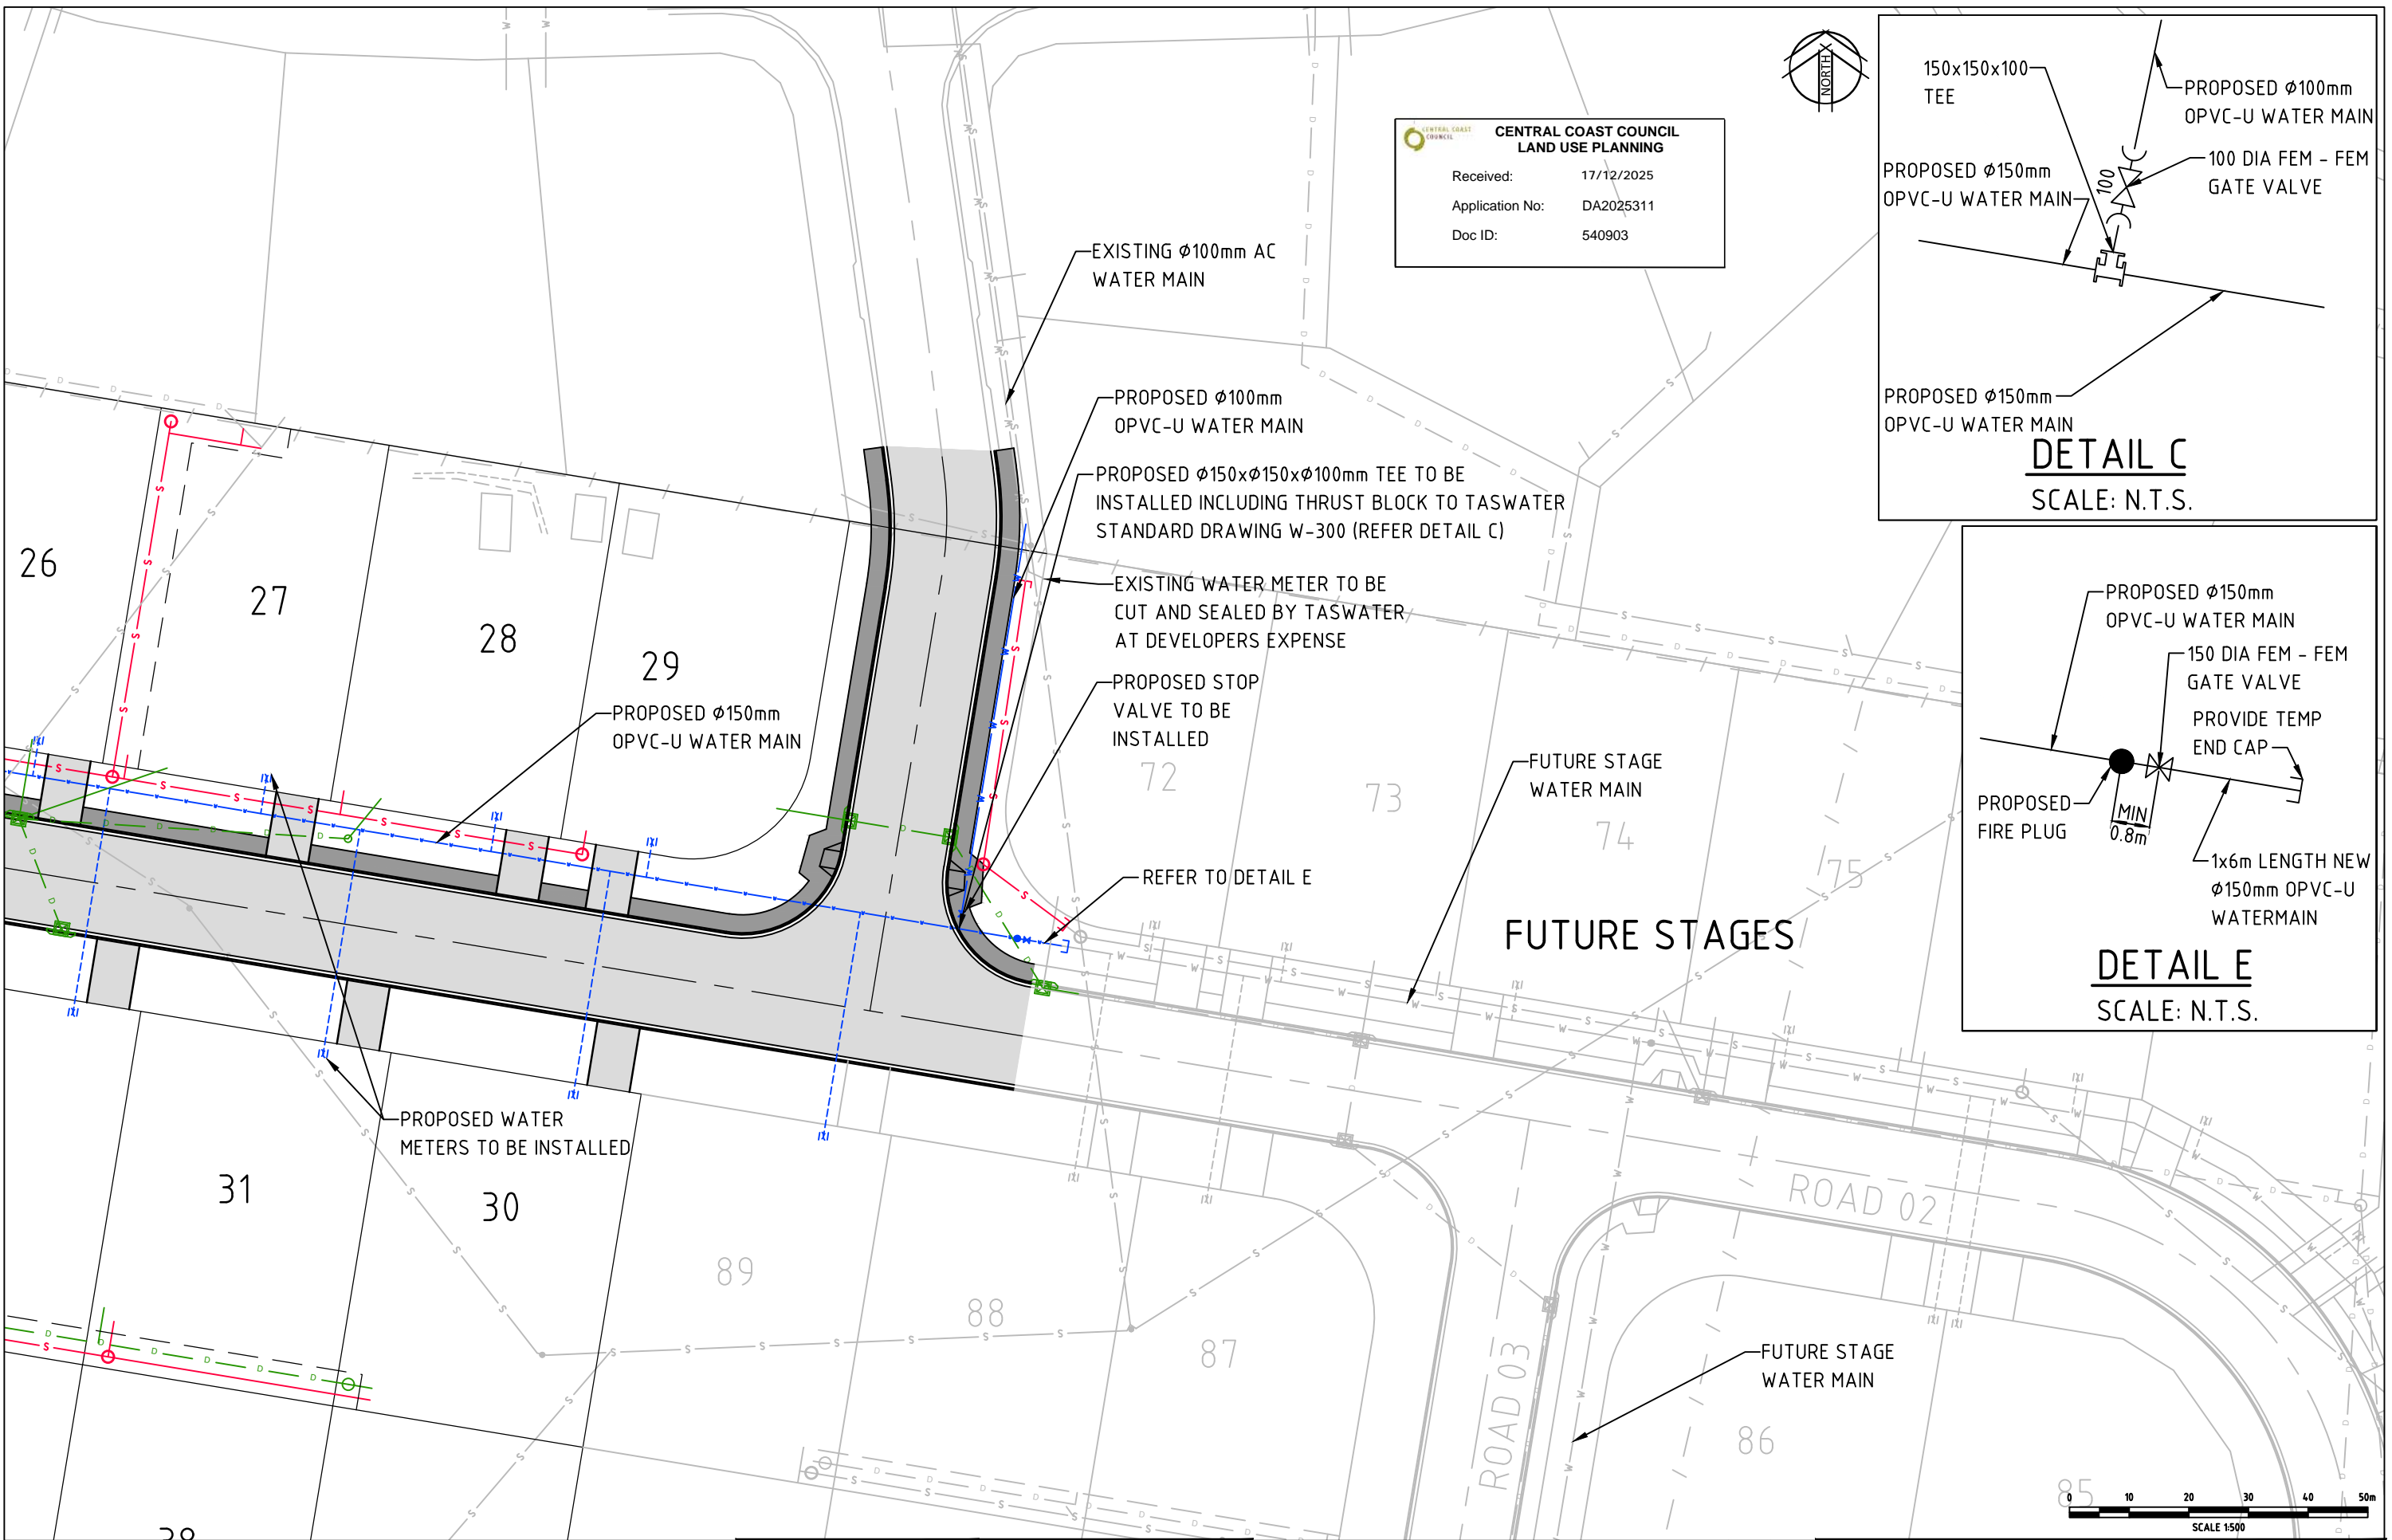 NORTH
CENTRAL COAST
COUNCIL
CENTRAL COAST COUNCIL
LAND USE PLANNING
Received: 17/12/2025
Application No: DA2025311
Doc ID: 540903
150x150x100
TEE
PROPOSED Ø100mm
OPVC-U WATER MAIN
100 DIA FEM - FEM
GATE VALVE
100
PROPOSED Ø150mm
OPVC-U WATER MAIN
PROPOSED Ø150mm
OPVC-U WATER MAIN
DETAIL C
SCALE: N.T.S.
EXISTING Ø100mm AC
WATER MAIN
PROPOSED Ø100mm
OPVC-U WATER MAIN
PROPOSED Ø150xØ150xØ100mm TEE TO BE
INSTALLED INCLUDING THRUST BLOCK TO TASWATER
STANDARD DRAWING W-300 (REFER DETAIL C)
EXISTING WATER METER TO BE
CUT AND SEALED BY TASWATER
AT DEVELOPERS EXPENSE
PROPOSED STOP
VALVE TO BE
INSTALLED
REFER TO DETAIL E
PROPOSED Ø150mm
OPVC-U WATER MAIN
FUTURE STAGE
WATER MAIN
FUTURE STAGES
PROPOSED Ø150mm
OPVC-U WATER MAIN
150 DIA FEM - FEM
GATE VALVE
PROVIDE TEMP
END CAP
PROPOSED
FIRE PLUG
MIN
0.8m
1x6m LENGTH NEW
Ø150mm OPVC-U
WATERMAIN
DETAIL E
SCALE: N.T.S.
26
27
28
29
72
73
74
75
PROPOSED WATER
METERS TO BE INSTALLED
31
30
89
88
87
86
85
ROAD 02
ROAD 03
FUTURE STAGE
WATER MAIN
0 10 20 30 40 50m
SCALE 1:500